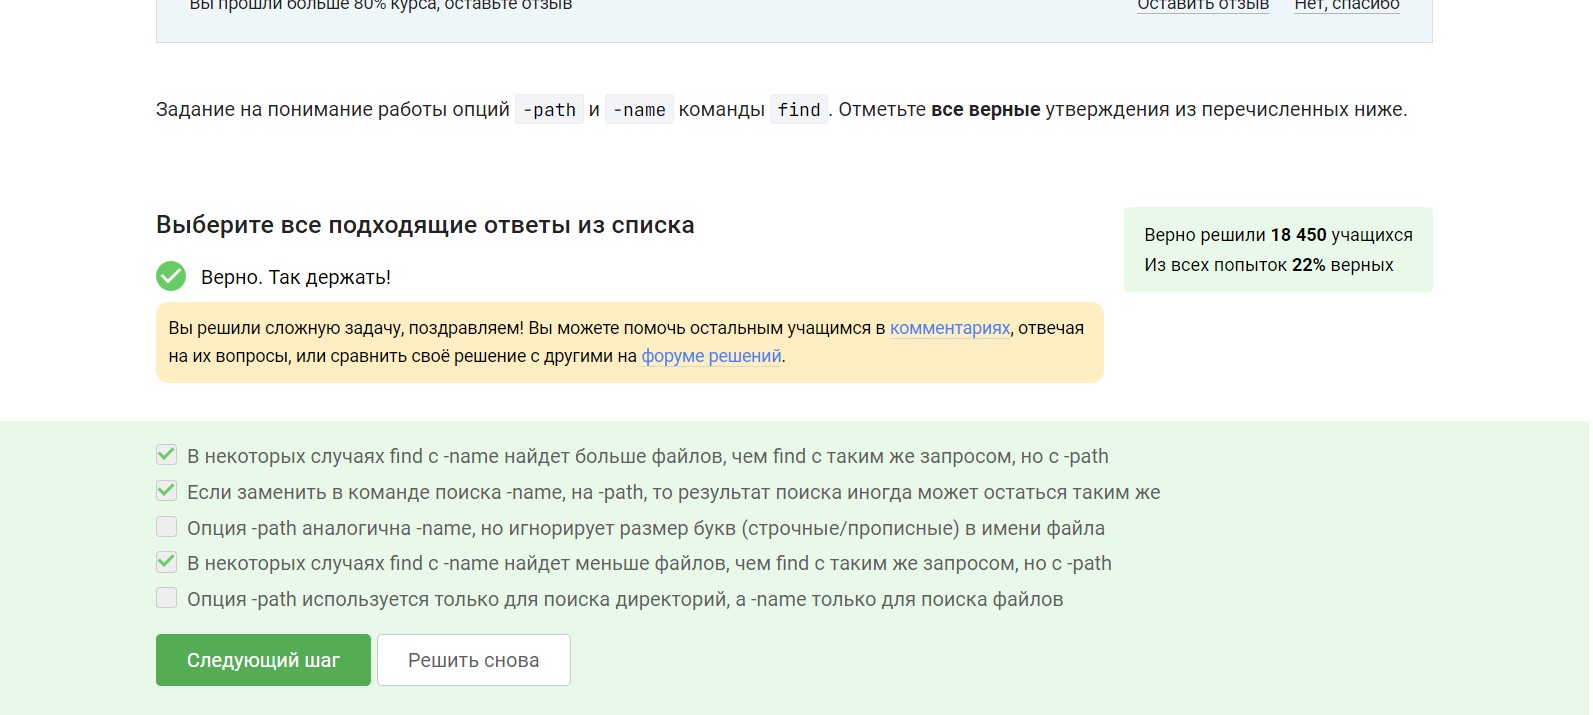 Вы прошли больше 80% курса, оставьте отзыв Оставить отзыв Нет, спасибо
Задание на понимание работы опций -path и -name команды find. Отметьте все верные утверждения из перечисленных ниже.
Выберите все подходящие ответы из списка
Верно решили 18 450 учащихся
Из всех попыток 22% верных
Верно. Так держать!
Вы решили сложную задачу, поздравляем! Вы можете помочь остальным учащимся в комментариях, отвечая
на их вопросы, или сравнить своё решение с другими на форуме решений.
В некоторых случаях find с -name найдет больше файлов, чем find с таким же запросом, но с -path
Если заменить в команде поиска -name, на -path, то результат поиска иногда может остаться таким же
Опция -path аналогична -name, но игнорирует размер букв (строчные/прописные) в имени файла
В некоторых случаях find с -name найдет меньше файлов, чем find с таким же запросом, но с -path
Опция -path используется только для поиска директорий, а -name только для поиска файлов
Следующий шаг Решить снова